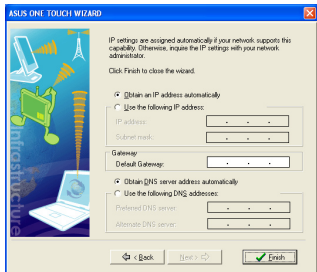 ASUS ONE TOUCH WIZARD
IP settings are assigned automatically if your network supports this
capability. Otherwise, inquire the IP settings with your network
administrator.
Click Finish to close the wizard.
Obtain an IP address automatically
Use the following IP address:
IP address:
Subnet mask:
Gateway
Default Gateway:
Obtain DNS server address automatically
Use the following DNS addresses:
Preferred DNS server:
Alternate DNS server:
< Back
Next >
Finish
Infrastructure